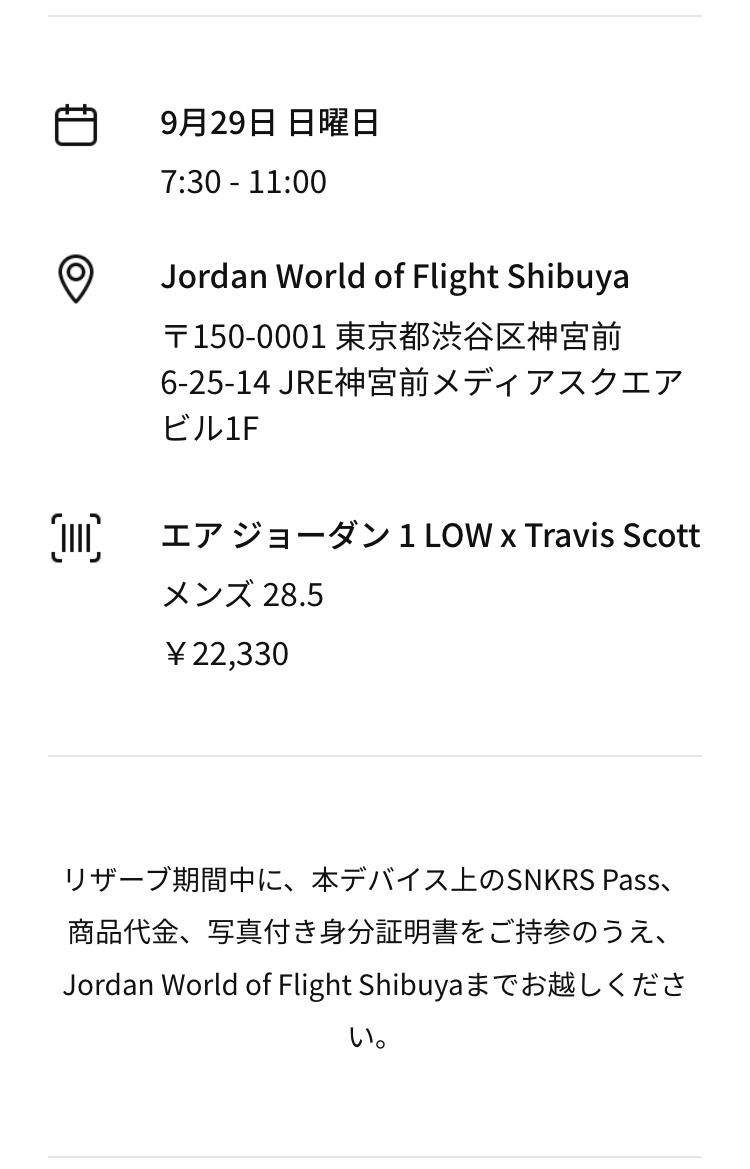 9月29日 日曜日
7:30 - 11:00
Jordan World of Flight Shibuya
〒150-0001 東京都渋谷区神宮前
6-25-14 JRE神宮前メディアスクエア
ビル1F
エア ジョーダン 1 LOW x Travis Scott
メンズ 28.5
￥22,330
リザーブ期間中に、本デバイス上のSNKRS Pass、
商品代金、写真付き身分証明書をご持参のうえ、
Jordan World of Flight Shibuyaまでお越しくださ
い。